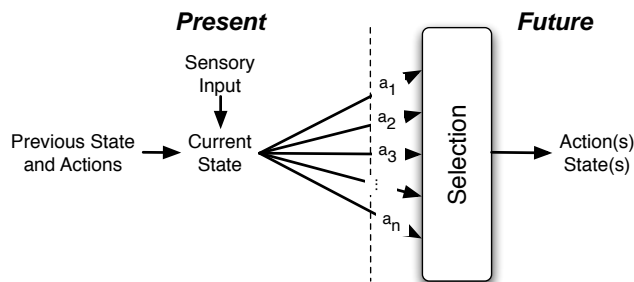 Present
Future
Sensory
Input
Previous State
and Actions
Current
State
a1
a2
a3
...
an
Selection
Action(s)
State(s)